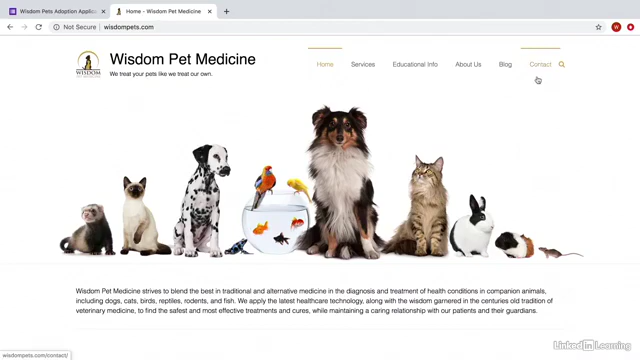 Wisdom Pets Adoption Applic
Home – Wisdom Pet Medicine
Not Secure | wisdompets.com
WISDOM
Wisdom Pet Medicine
We treat your pets like we treat our own.
Home Services Educational Info About Us Blog Contact
Wisdom Pet Medicine strives to blend the best in traditional and alternative medicine in the diagnosis and treatment of health conditions in companion animals,
including dogs, cats, birds, reptiles, rodents, and fish. We apply the latest healthcare technology, along with the wisdom garnered in the centuries old tradition of
veterinary medicine, to find the safest and most effective treatments and cures, while maintaining a caring relationship with our patients and their guardians.
wisdompets.com/contact/
LinkedIn Learning